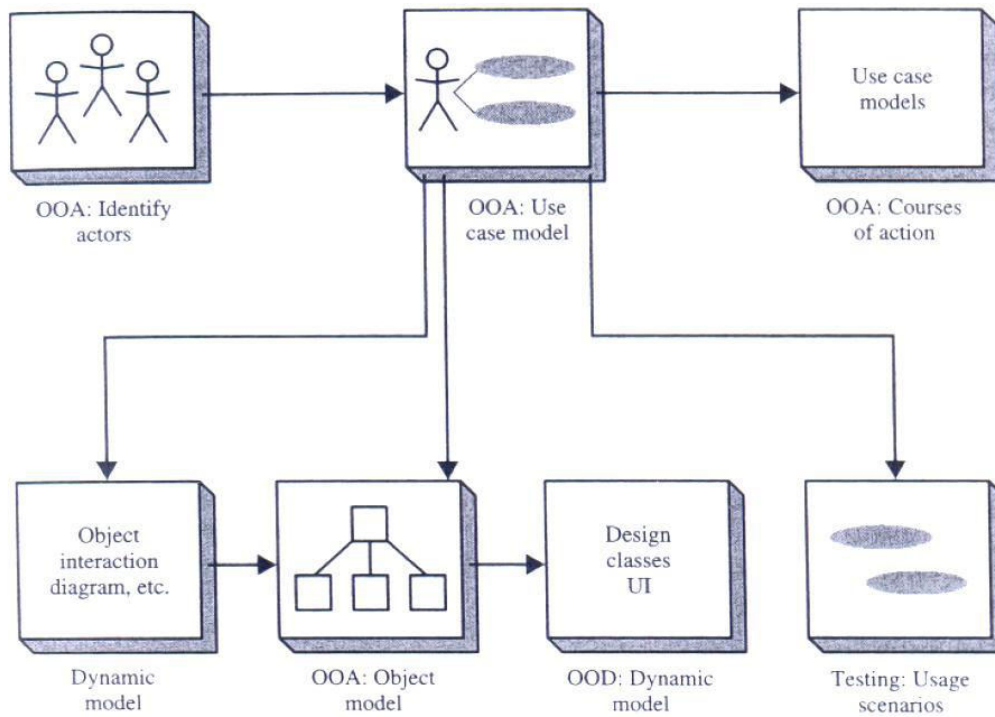 Use case
models
OOA: Identify
actors
OOA: Use
case model
OOA: Courses
of action
Object
interaction
diagram, etc.
Design
classes
UI
Dynamic
model
OOA: Object
model
OOD: Dynamic
model
Testing: Usage
scenarios